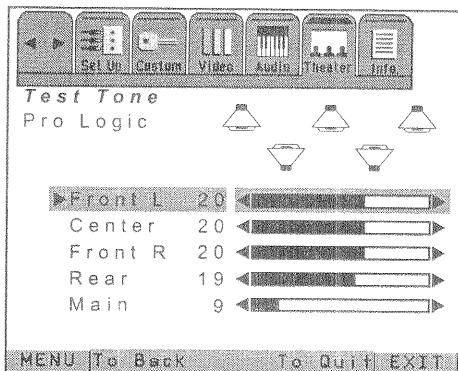 Set Up Custom Video Audio Theater Info
Test Tone
Pro Logic
Front L 20
Center 20
Front R 20
Rear 19
Main 9
MENU To Back To Quit EXIT